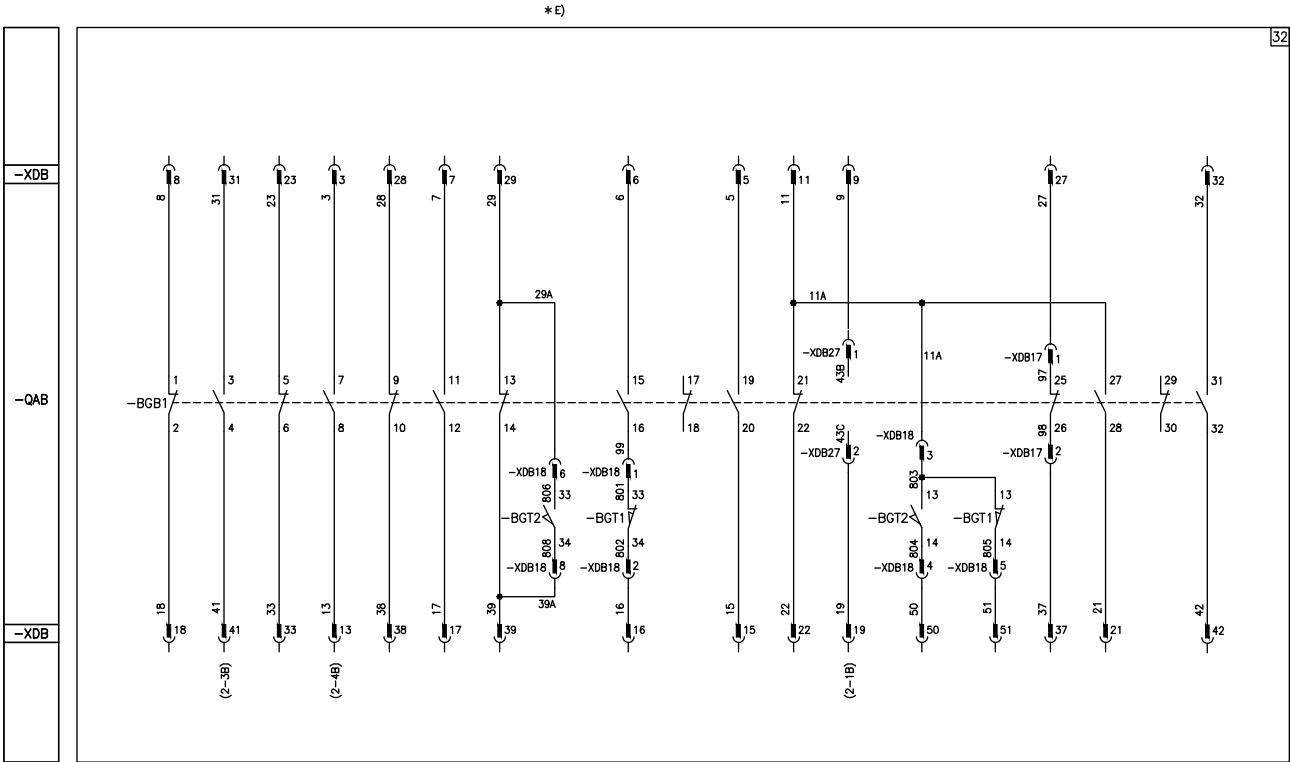 *E)
32
-XDB 8 31 23 3 28 7 29 6 5 11 9 27 32
8 31 23 3 28 7 29 6 5 11 9 27 32
29A 11A
-XDB27 1 11A -XDB17 1
43B 97
1 3 5 7 9 11 13 15 17 19 21 25 27 29 31
-QAB -BGB1
2 4 6 8 10 12 14 16 18 20 22 26 28 30 32
99 43C 98
-XDB27 2 -XDB18 3 -XDB17 2
-XDB18 6 -XDB18 1
806 33 801 33 803 13 13
-BGT2 -BGT1 -BGT2 -BGT1
808 34 802 34 804 14 805 14
-XDB18 8 -XDB18 2 -XDB18 4 -XDB18 5
39A
18 41 33 13 38 17 39 16 15 22 19 50 51 37 21 42
-XDB 18 41 33 13 38 17 39 16 15 22 19 50 51 37 21 42
(2-3B) (2-4B) (2-1B)